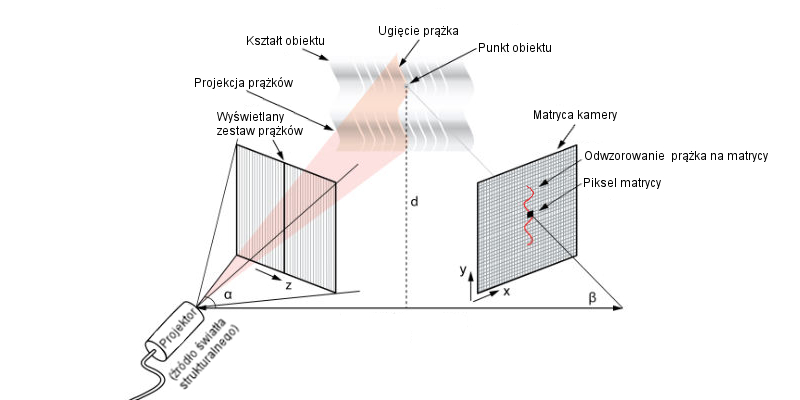 Ugięcie prążka
Kształt obiektu
Punkt obiektu
Projekcja prążków
Wyświetlany
zestaw prążków
Matryca kamery
Odwzorowanie prążka na matrycy
Piksel matrycy
d
y
x
z
α
β
Projektor
(źródło światła
strukturalnego)